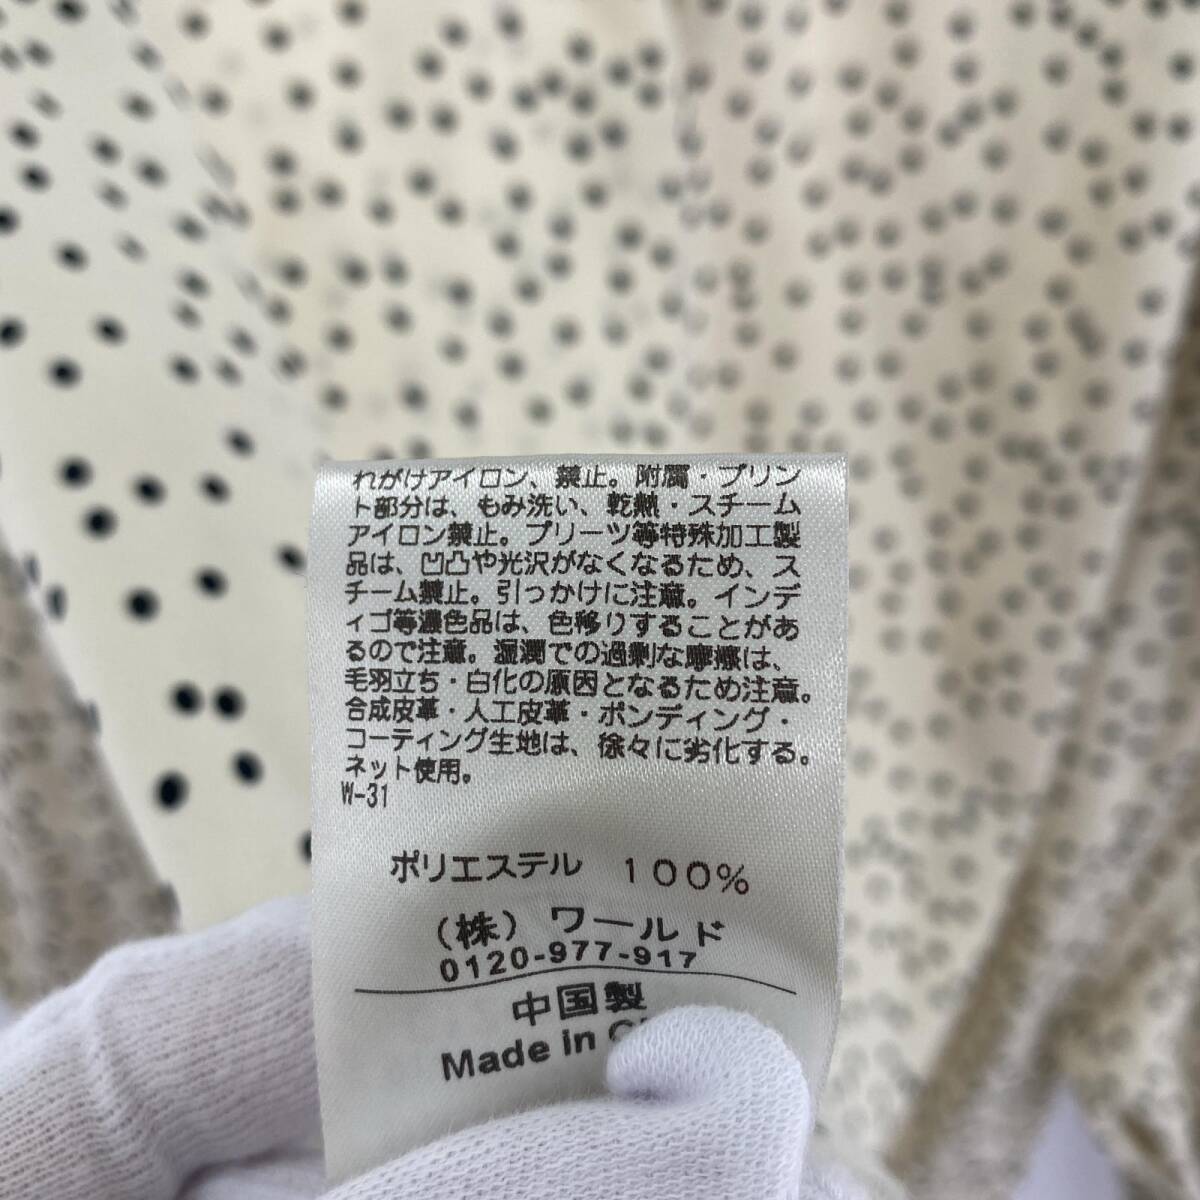 れがけアイロン、禁止。附属・プリン
ト部分は、もみ洗い、乾熱・スチーム
アイロン禁止。プリーツ等特殊加工製
品は、凹凸や光沢がなくなるため、ス
チーム禁止。引っかけに注意。インデ
ィゴ等濃色品は、色移りすることがあ
るので注意。湿潤での過剰な摩擦は、
毛羽立ち・白化の原因となるため注意。
合成皮革・人工皮革・ボンディング・
コーティング生地は、徐々に劣化する。
ネット使用。
W-31
ポリエステル 100%
（株）ワールド
0120-977-917
中国製
Made in